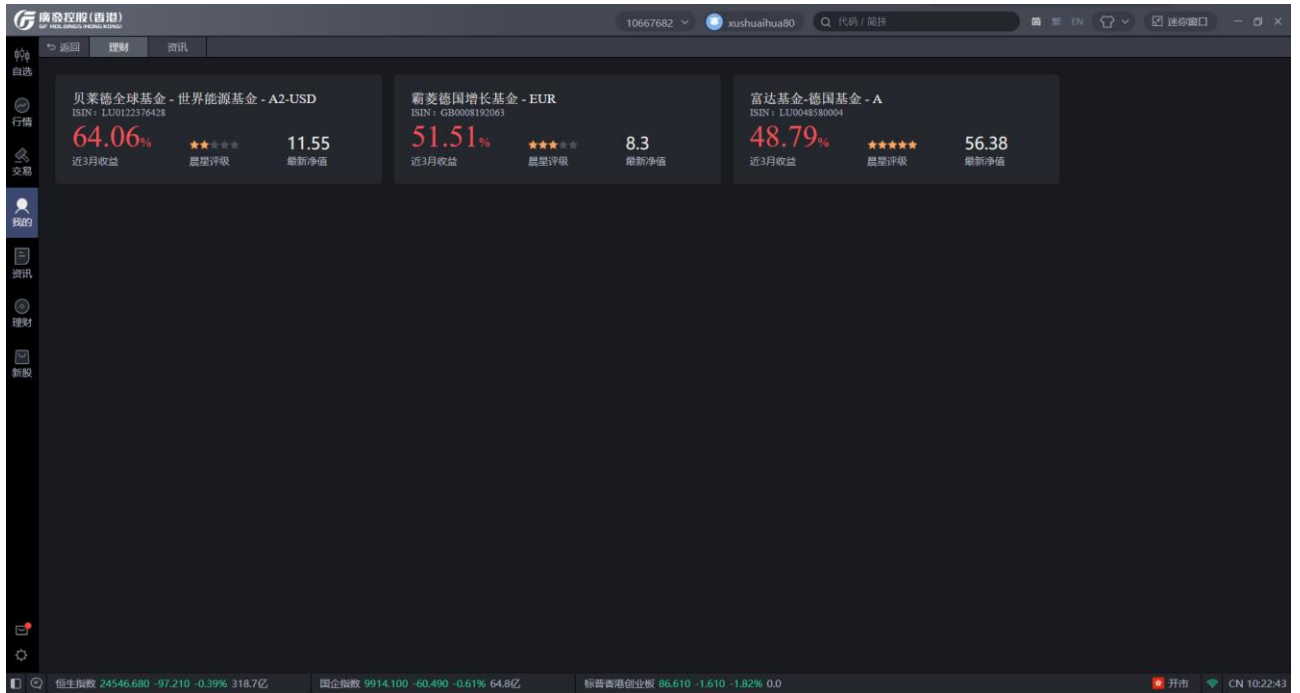 廣發控股(香港)
GF HOLDINGS (HONG KONG)
10667682
xushuaihua80
代码 / 简拼
简 繁 EN
迷你窗口
返回 理财 资讯
自选
行情
交易
我的
资讯
理财
新股
贝莱德全球基金 - 世界能源基金 - A2-USD
ISIN: LU0122376428
64.06% 11.55
近3月收益 晨星评级 最新净值
霸菱德国增长基金 - EUR
ISIN: GB0008192063
51.51% 8.3
近3月收益 晨星评级 最新净值
富达基金-德国基金 - A
ISIN: LU0048580004
48.79% 56.38
近3月收益 晨星评级 最新净值
恒生指数 24546.680 -97.210 -0.39% 318.7亿 国企指数 9914.100 -60.490 -0.61% 64.8亿 标普香港创业板 86.610 -1.610 -1.82% 0.0 开市 CN 10:22:43